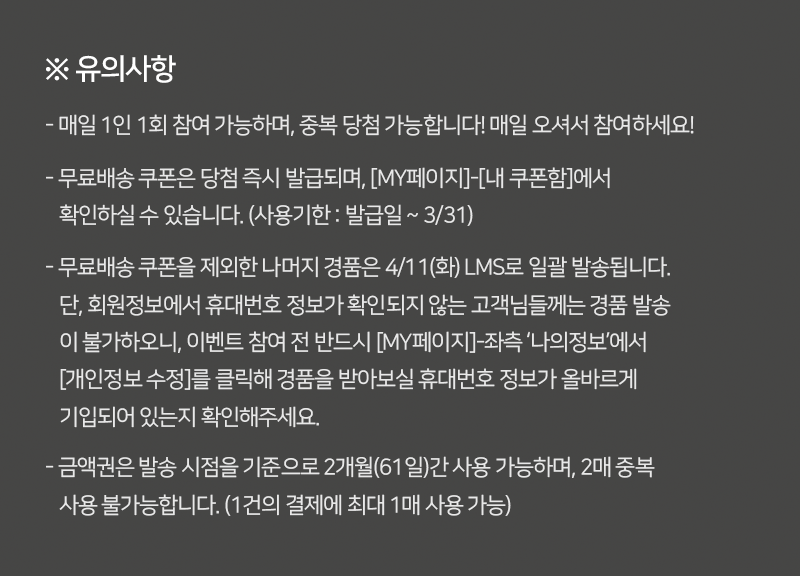 ※ 유의사항
- 매일 1인 1회 참여 가능하며, 중복 당첨 가능합니다! 매일 오셔서 참여하세요!
- 무료배송 쿠폰은 당첨 즉시 발급되며, [MY페이지]-[내 쿠폰함]에서
확인하실 수 있습니다. (사용기한 : 발급일 ~ 3/31)
- 무료배송 쿠폰을 제외한 나머지 경품은 4/11(화) LMS로 일괄 발송됩니다.
단, 회원정보에서 휴대번호 정보가 확인되지 않는 고객님들께는 경품 발송
이 불가하오니, 이벤트 참여 전 반드시 [MY페이지]-좌측 ‘나의정보’에서
[개인정보 수정]를 클릭해 경품을 받아보실 휴대번호 정보가 올바르게
기입되어 있는지 확인해주세요.
- 금액권은 발송 시점을 기준으로 2개월(61일)간 사용 가능하며, 2매 중복
사용 불가능합니다. (1건의 결제에 최대 1매 사용 가능)